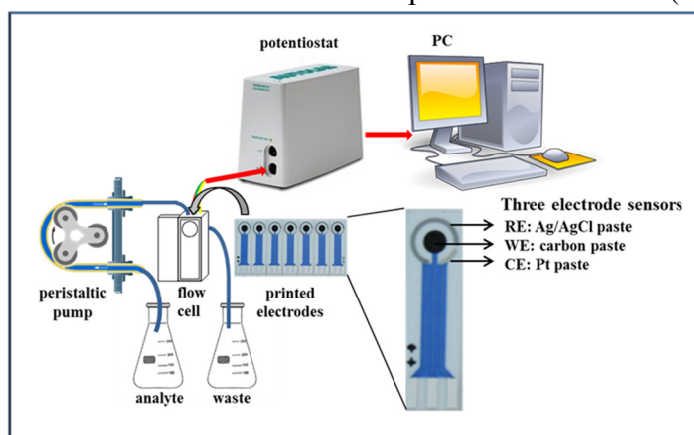 potentiostat
PC
Three electrode sensors
RE: Ag/AgCl paste
WE: carbon paste
CE: Pt paste
peristaltic
pump
flow
cell
printed
electrodes
analyte
waste